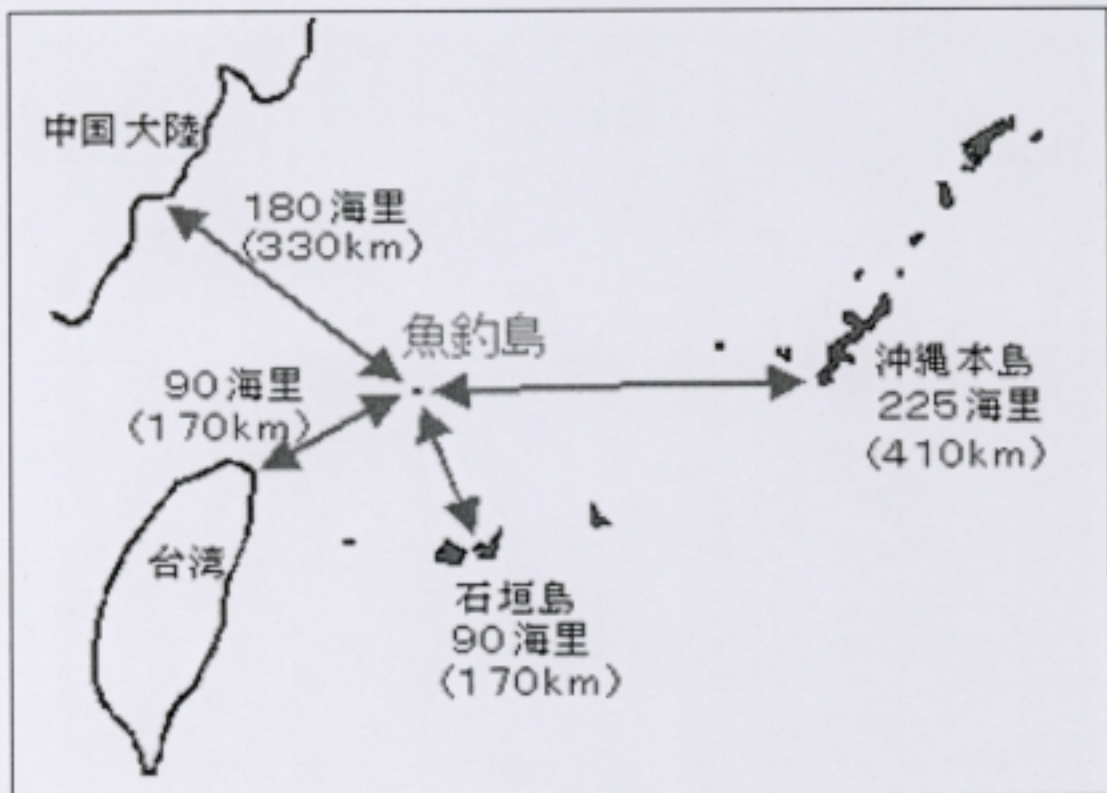 中国大陸
180海里
(330km)
魚釣島
90海里
(170km)
沖縄本島
225海里
(410km)
台湾
石垣島
90海里
(170km)